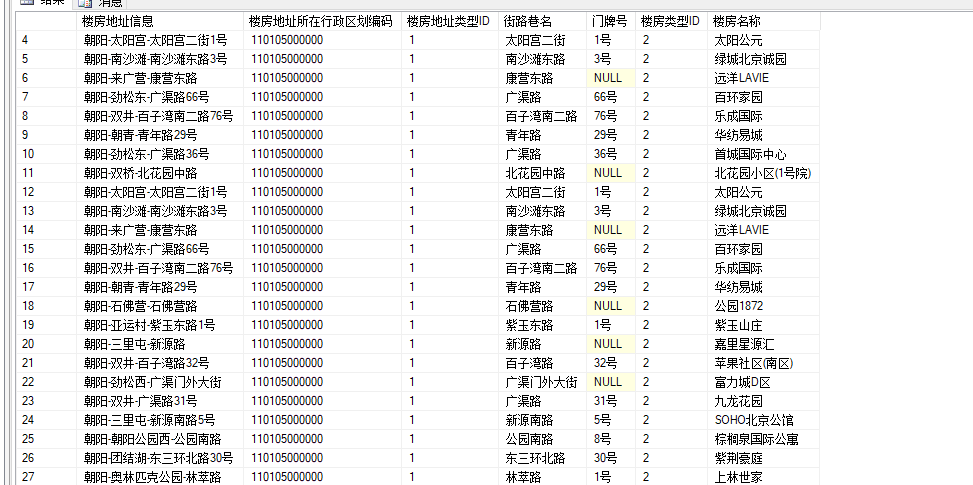 结果 消息
楼房地址信息 楼房地址所在行政区划编码 楼房地址类型ID 街路巷名 门牌号 楼房类型ID 楼房名称
4 朝阳-太阳宫-太阳宫二街1号 110105000000 1 太阳宫二街 1号 2 太阳公元
5 朝阳-南沙滩-南沙滩东路3号 110105000000 1 南沙滩东路 3号 2 绿城北京诚园
6 朝阳-来广营-康营东路 110105000000 1 康营东路 NULL 2 远洋LAVIE
7 朝阳-劲松东-广渠路66号 110105000000 1 广渠路 66号 2 百环家园
8 朝阳-双井-百子湾南二路76号 110105000000 1 百子湾南二路 76号 2 乐成国际
9 朝阳-朝青-青年路29号 110105000000 1 青年路 29号 2 华纺易城
10 朝阳-劲松东-广渠路36号 110105000000 1 广渠路 36号 2 首城国际中心
11 朝阳-双桥-北花园中路 110105000000 1 北花园中路 NULL 2 北花园小区(1号院)
12 朝阳-太阳宫-太阳宫二街1号 110105000000 1 太阳宫二街 1号 2 太阳公元
13 朝阳-南沙滩-南沙滩东路3号 110105000000 1 南沙滩东路 3号 2 绿城北京诚园
14 朝阳-来广营-康营东路 110105000000 1 康营东路 NULL 2 远洋LAVIE
15 朝阳-劲松东-广渠路66号 110105000000 1 广渠路 66号 2 百环家园
16 朝阳-双井-百子湾南二路76号 110105000000 1 百子湾南二路 76号 2 乐成国际
17 朝阳-朝青-青年路29号 110105000000 1 青年路 29号 2 华纺易城
18 朝阳-石佛营-石佛营路 110105000000 1 石佛营路 NULL 2 公园1872
19 朝阳-亚运村-紫玉东路1号 110105000000 1 紫玉东路 1号 2 紫玉山庄
20 朝阳-三里屯-新源路 110105000000 1 新源路 NULL 2 嘉里星源汇
21 朝阳-双井-百子湾路32号 110105000000 1 百子湾路 32号 2 苹果社区(南区)
22 朝阳-劲松西-广渠门外大街 110105000000 1 广渠门外大街 NULL 2 富力城D区
23 朝阳-双井-广渠路31号 110105000000 1 广渠路 31号 2 九龙花园
24 朝阳-三里屯-新源南路5号 110105000000 1 新源南路 5号 2 SOHO北京公馆
25 朝阳-朝阳公园西-公园南路 110105000000 1 公园南路 8号 2 棕榈泉国际公寓
26 朝阳-团结湖-东三环北路30号 110105000000 1 东三环北路 30号 2 紫荆豪庭
27 朝阳-奥林匹克公园-林萃路 110105000000 1 林萃路 1号 2 上林世家